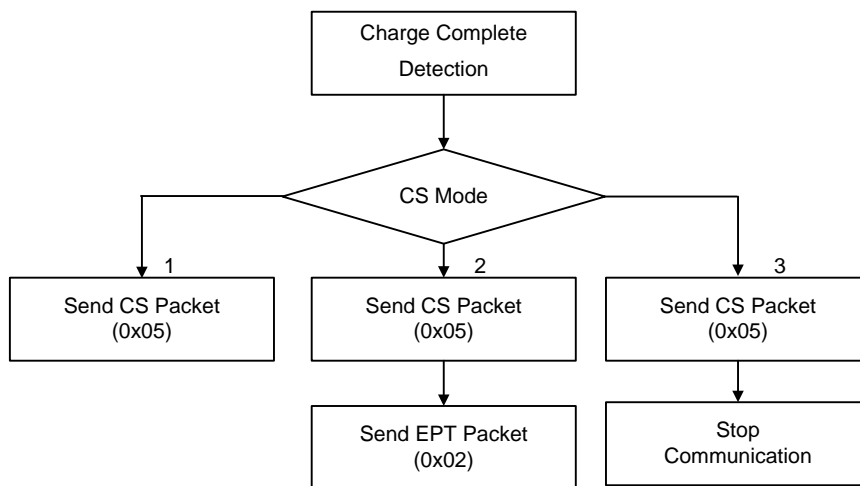 Charge Complete
Detection
CS Mode
1
2
3
Send CS Packet
(0x05)
Send CS Packet
(0x05)
Send CS Packet
(0x05)
Send EPT Packet
(0x02)
Stop
Communication